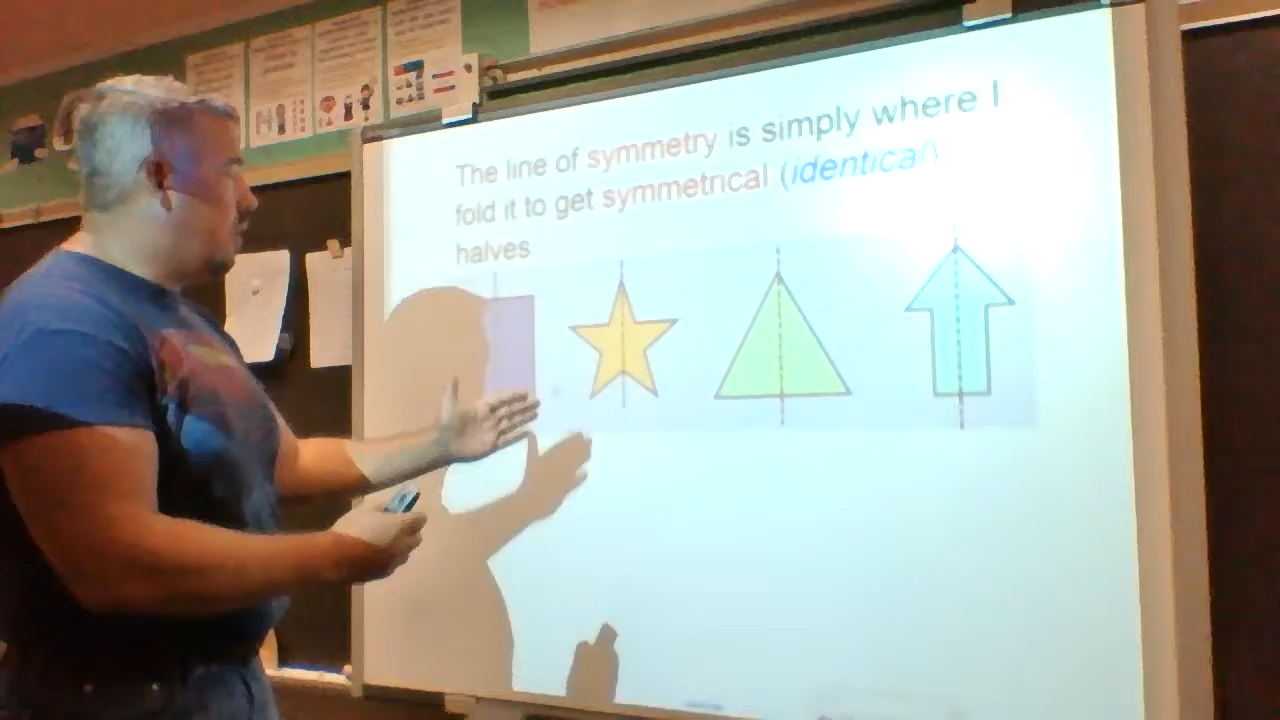 The line of symmetry is simply where I
fold it to get symmetrical (identical)
halves